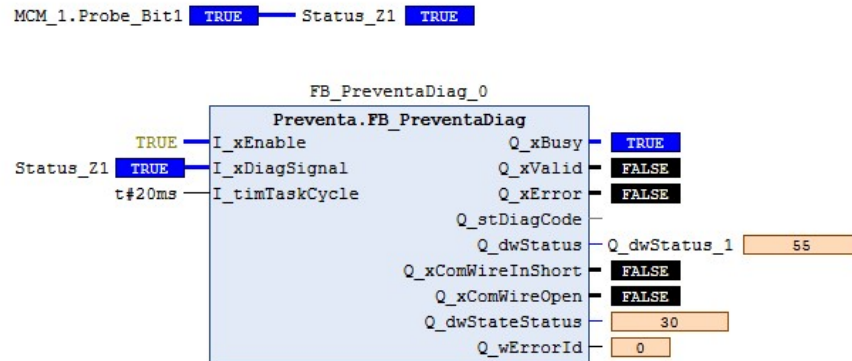 MCM_1.Probe_Bit1 TRUE Status_Z1 TRUE
FB_PreventaDiag_0
Preventa.FB_PreventaDiag
TRUE I_xEnable Q_xBusy TRUE
Status_Z1 TRUE I_xDiagSignal Q_xValid FALSE
t#20ms I_timTaskCycle Q_xError FALSE
Q_stDiagCode
Q_dwStatus Q_dwStatus_1 55
Q_xComWireInShort FALSE
Q_xComWireOpen FALSE
Q_dwStateStatus 30
Q_wErrorId 0